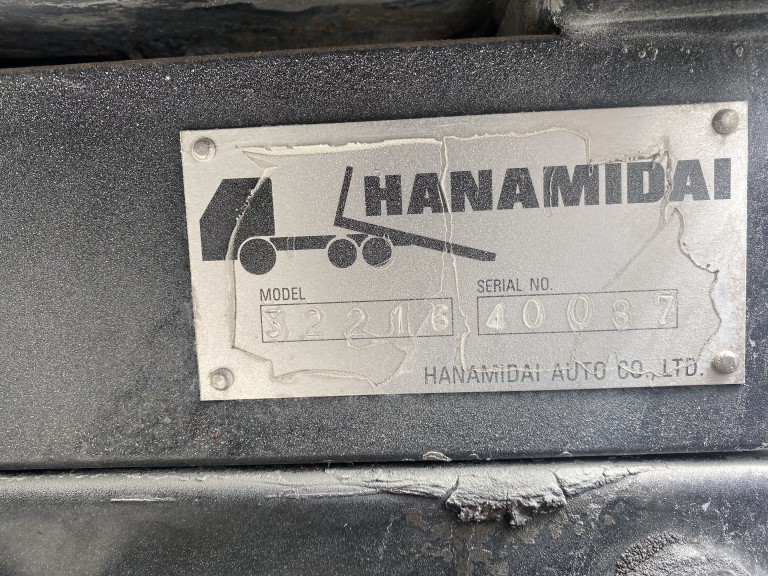 HANAMIDAI
MODEL SERIAL NO.
32216 40087
HANAMIDAI AUTO CO., LTD.